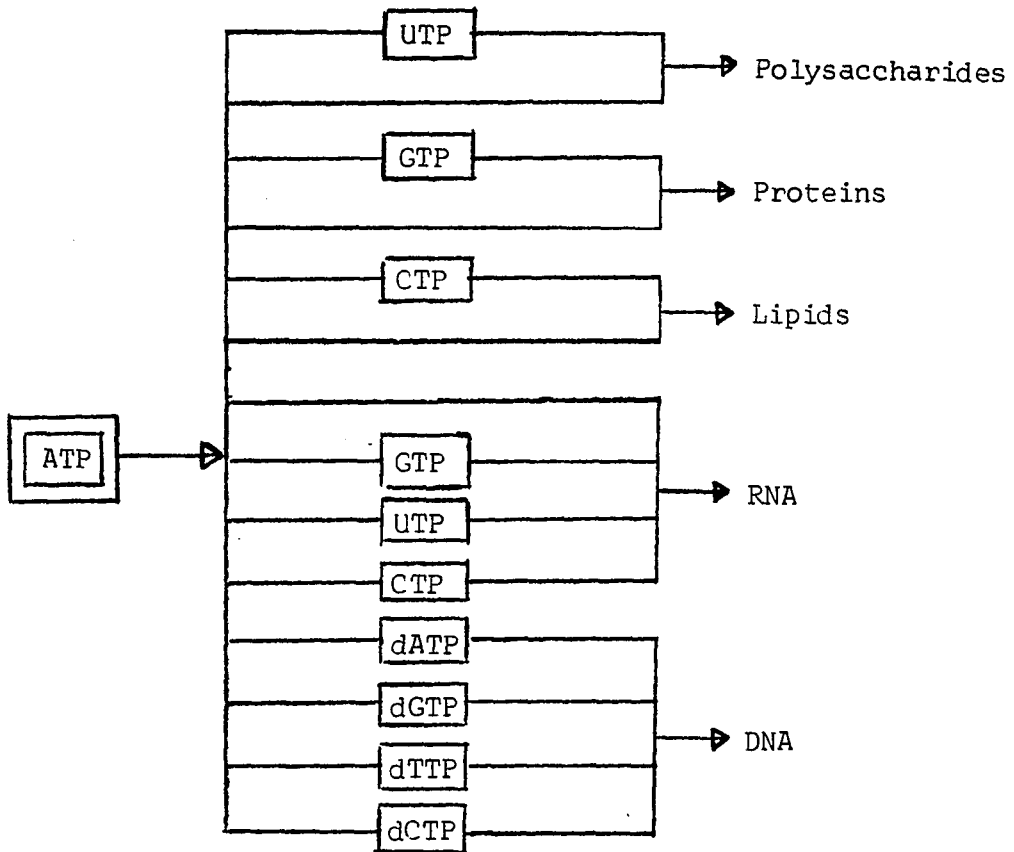 UTP
Polysaccharides
GTP
Proteins
CTP
Lipids
ATP
GTP
RNA
UTP
CTP
dATP
dGTP
DNA
dTTP
dCTP